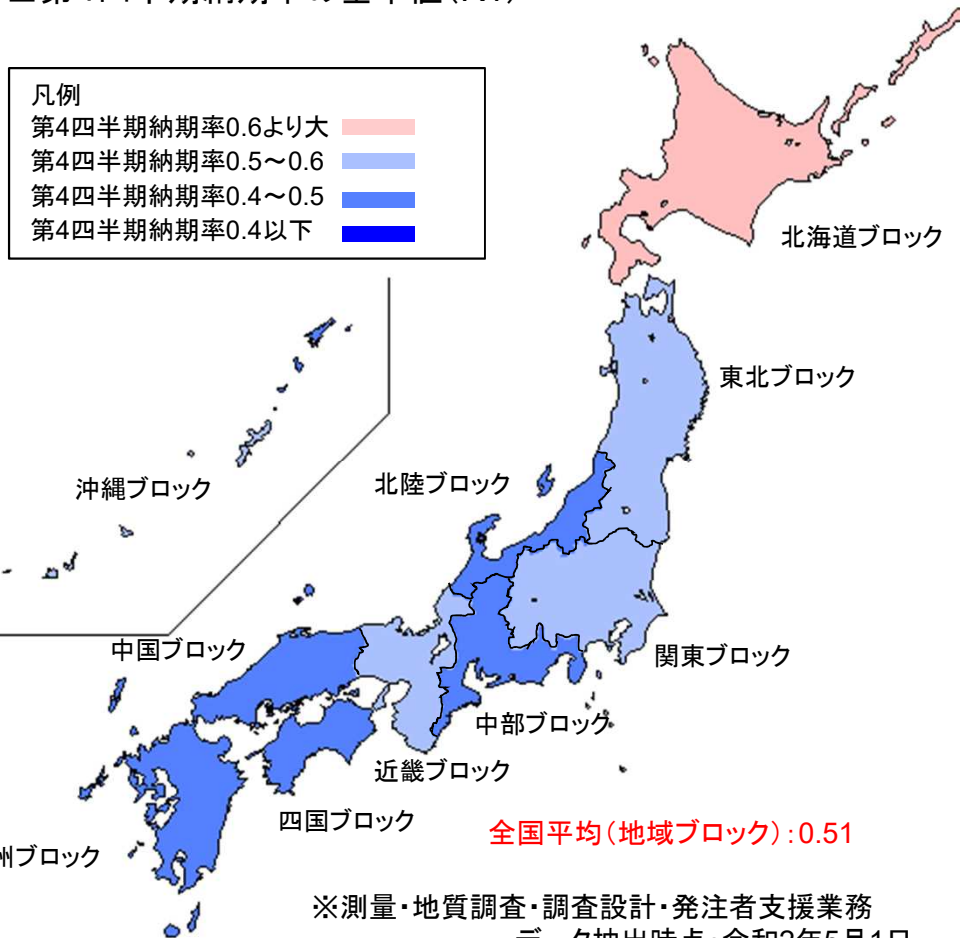 凡例
第4四半期納期率0.6より大
第4四半期納期率0.5～0.6
第4四半期納期率0.4～0.5
第4四半期納期率0.4以下
北海道ブロック
東北ブロック
北陸ブロック
沖縄ブロック
中国ブロック
関東ブロック
中部ブロック
近畿ブロック
四国ブロック
全国平均（地域ブロック）：0.51
州ブロック
※測量・地質調査・調査設計・発注者支援業務